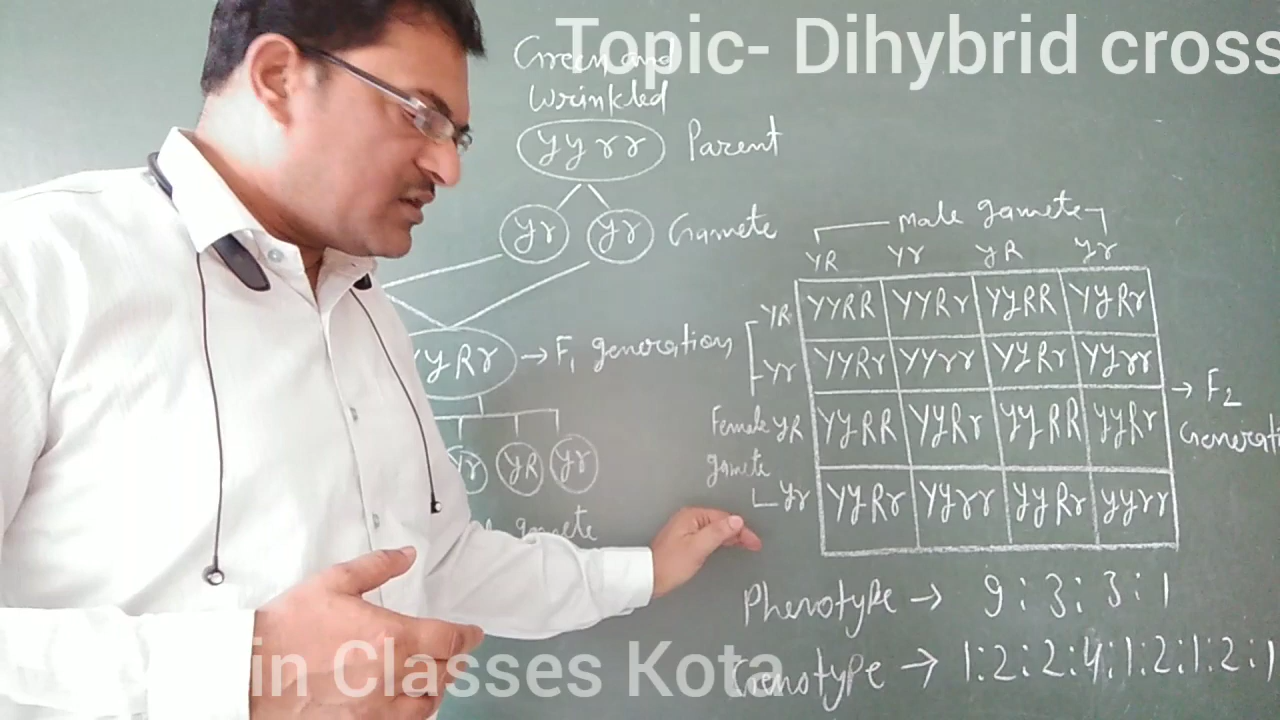 Topic- Dihybrid cross
Green and
Wrinkled
yyrr Parent
yr yr Gamete
yRr → F1 generation
Yr yR yr
gamete
male gamete
YR Yr yR yr
YR YYRR YYRr YyRR YyRr
Yr YYRr YYrr YyRr Yyrr
Female yR YyRR YyRr yyRR yyRr
gamete
yr YyRr Yyrr yyRr yyrr
→ F2
Phenotype → 9:3:3:1
Genotype → 1:2:2:4:1:2:1:2:1
in Classes Kota